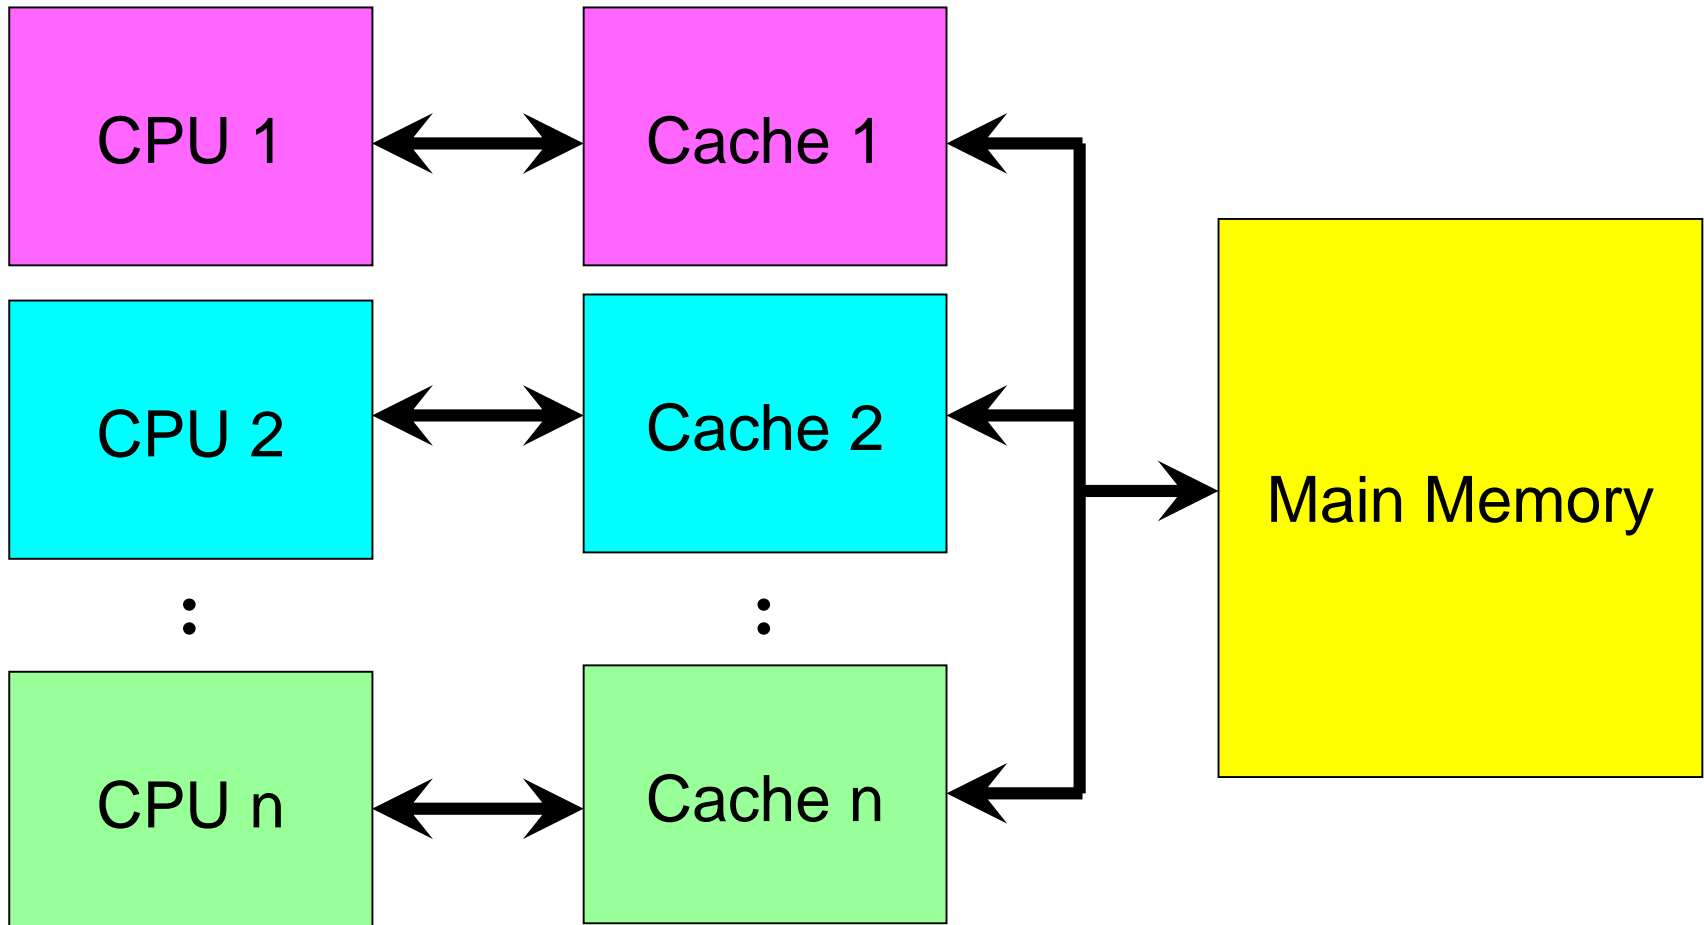 CPU 1
Cache 1
CPU 2
Cache 2
Main Memory
:
:
CPU n
Cache n